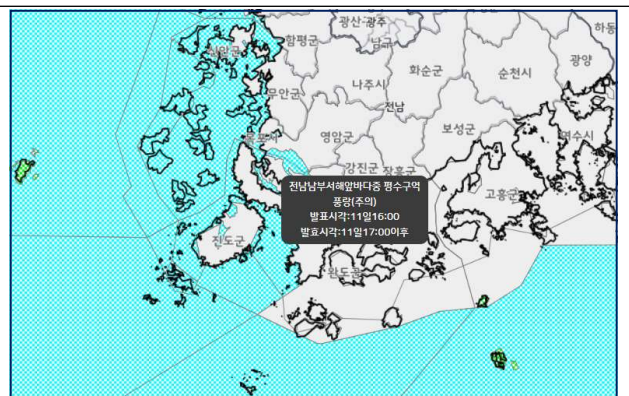 광산구
광주
하동
함평군
남구
신안군
광양
나주시
화순군
순천시
무안군
전남
목포시
영암군
보성군
여수시
강진군
장흥군
고흥군
전남남부서해앞바다중 평수구역
풍랑(주의)
발표시각:11일16:00
발효시각:11일17:00이후
진도군
완도군